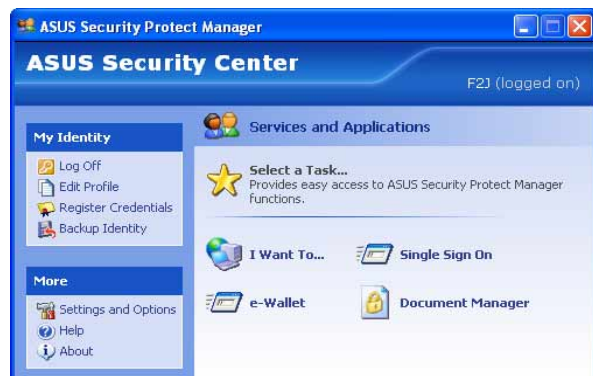 ASUS Security Protect Manager
ASUS Security Center
F2J (logged on)
My Identity
Log Off
Edit Profile
Register Credentials
Backup Identity
More
Settings and Options
Help
About
Services and Applications
Select a Task...
Provides easy access to ASUS Security Protect Manager
functions.
I Want To...
Single Sign On
e-Wallet
Document Manager